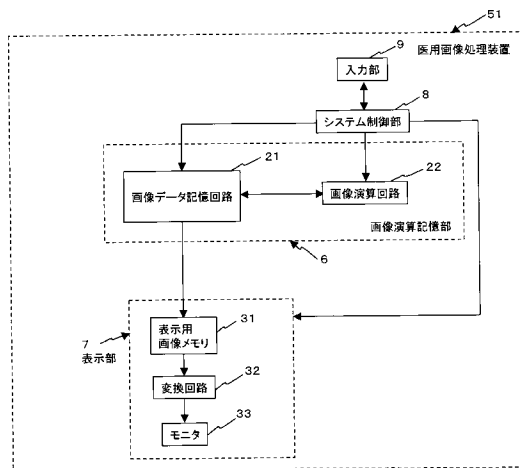 51
医用画像処理装置
9
入力部
8
システム制御部
21
22
画像データ記憶回路
画像演算回路
画像演算記憶部
6
7
表示部
31
表示用
画像メモリ
32
変換回路
33
モニタ